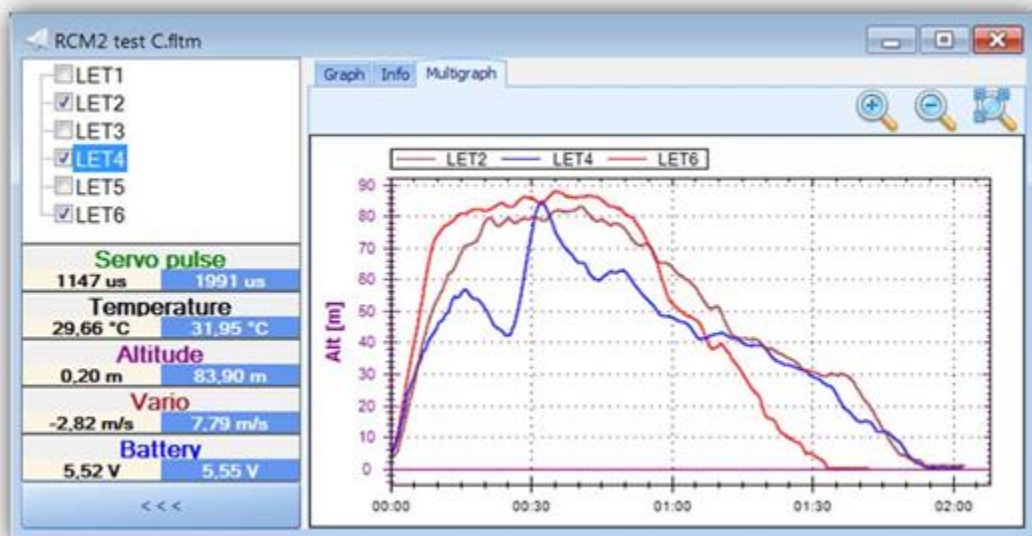 RCM2 test C.fltm
LET1
LET2
LET3
LET4
LET5
LET6
Servo pulse
1147 us 1991 us
Temperature
29,66 °C 31,95 °C
Altitude
0,20 m 83,90 m
Vario
-2,82 m/s 7,79 m/s
Battery
5,52 V 5,55 V
<<<
Graph Info Multigraph
LET2 LET4 LET6
Alt [m]
90
80
70
60
50
40
30
20
10
0
00:00 00:30 01:00 01:30 02:00